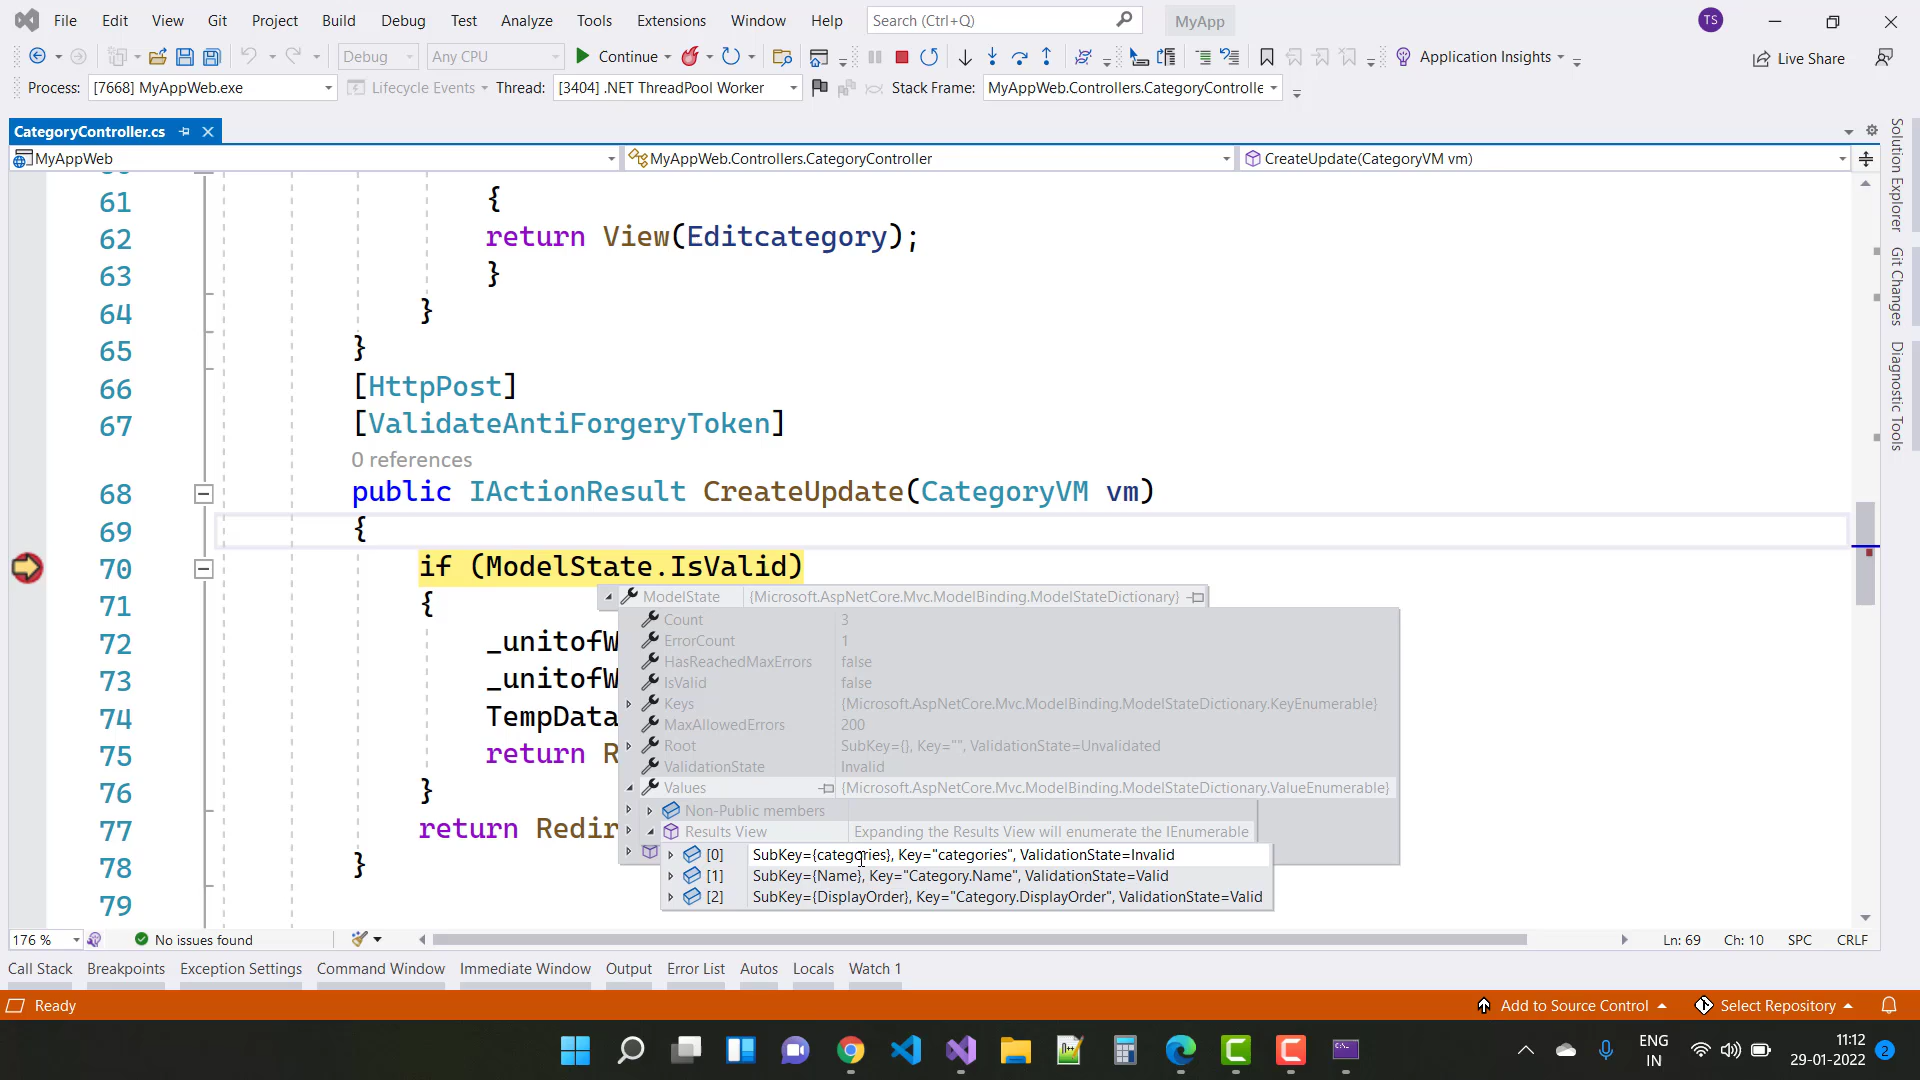 File Edit View Git Project Build Debug Test Analyze Tools Extensions Window Help Search (Ctrl+Q) MyApp TS
Debug Any CPU Continue Application Insights Live Share
Process: [7668] MyAppWeb.exe Lifecycle Events Thread: [3404] .NET ThreadPool Worker Stack Frame: MyAppWeb.Controllers.CategoryControlle
CategoryController.cs
MyAppWeb MyAppWeb.Controllers.CategoryController CreateUpdate(CategoryVM vm)
61 {
62 return View(Editcategory);
63 }
64 }
65 }
66 [HttpPost]
67 [ValidateAntiForgeryToken]
0 references
68 public IActionResult CreateUpdate(CategoryVM vm)
69 {
70 if (ModelState.IsValid)
71 {
72 _unitofW
73 _unitofW
74 TempData
75 return R
76 }
77 return Redir
78 }
79
ModelState {Microsoft.AspNetCore.Mvc.ModelBinding.ModelStateDictionary}
Count 3
ErrorCount 1
HasReachedMaxErrors false
IsValid false
Keys {Microsoft.AspNetCore.Mvc.ModelBinding.ModelStateDictionary.KeyEnumerable}
MaxAllowedErrors 200
Root SubKey={}, Key="", ValidationState=Unvalidated
ValidationState Invalid
Values {Microsoft.AspNetCore.Mvc.ModelBinding.ModelStateDictionary.ValueEnumerable}
Non-Public members
Results View Expanding the Results View will enumerate the IEnumerable
[0] SubKey={categories}, Key="categories", ValidationState=Invalid
[1] SubKey={Name}, Key="Category.Name", ValidationState=Valid
[2] SubKey={DisplayOrder}, Key="Category.DisplayOrder", ValidationState=Valid
Solution Explorer
Git Changes
Diagnostic Tools
176 % No issues found Ln: 69 Ch: 10 SPC CRLF
Call Stack Breakpoints Exception Settings Command Window Immediate Window Output Error List Autos Locals Watch 1
Ready Add to Source Control Select Repository
ENG
IN
11:12
29-01-2022
2